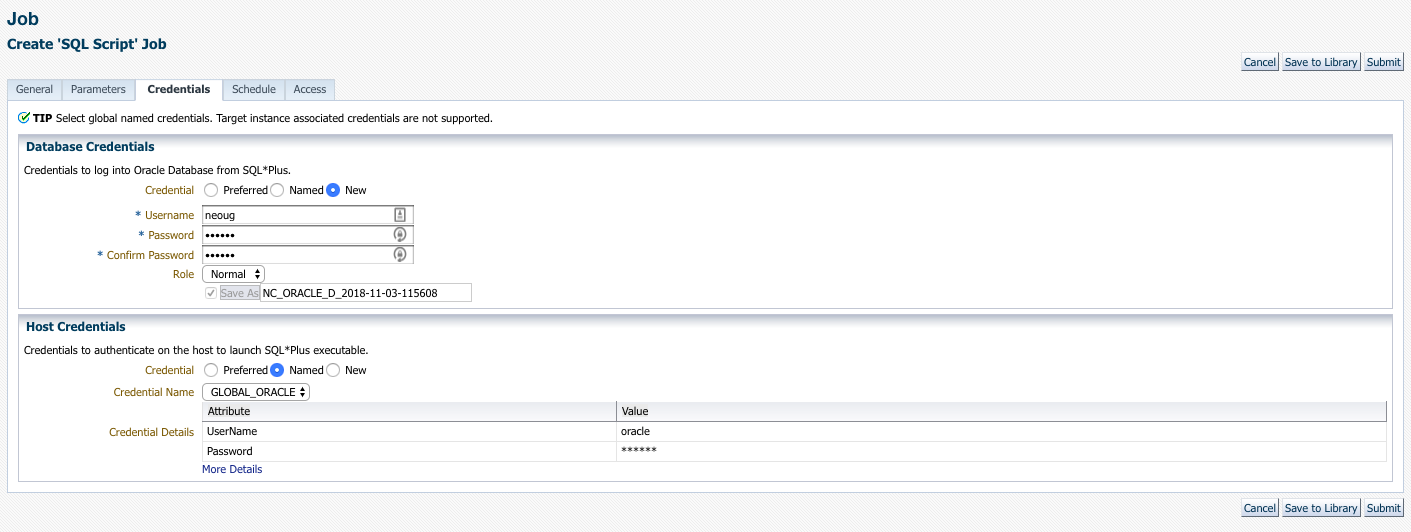 Job
Create 'SQL Script' Job
Cancel Save to Library Submit
General Parameters Credentials Schedule Access
TIP Select global named credentials. Target instance associated credentials are not supported.
Database Credentials
Credentials to log into Oracle Database from SQL*Plus.
Credential Preferred Named New
* Username neoug
* Password ••••••
* Confirm Password ••••••
Role Normal
Save As NC_ORACLE_D_2018-11-03-115608
Host Credentials
Credentials to authenticate on the host to launch SQL*Plus executable.
Credential Preferred Named New
Credential Name GLOBAL_ORACLE
Attribute Value
Credential Details UserName oracle
Password ******
More Details
Cancel Save to Library Submit